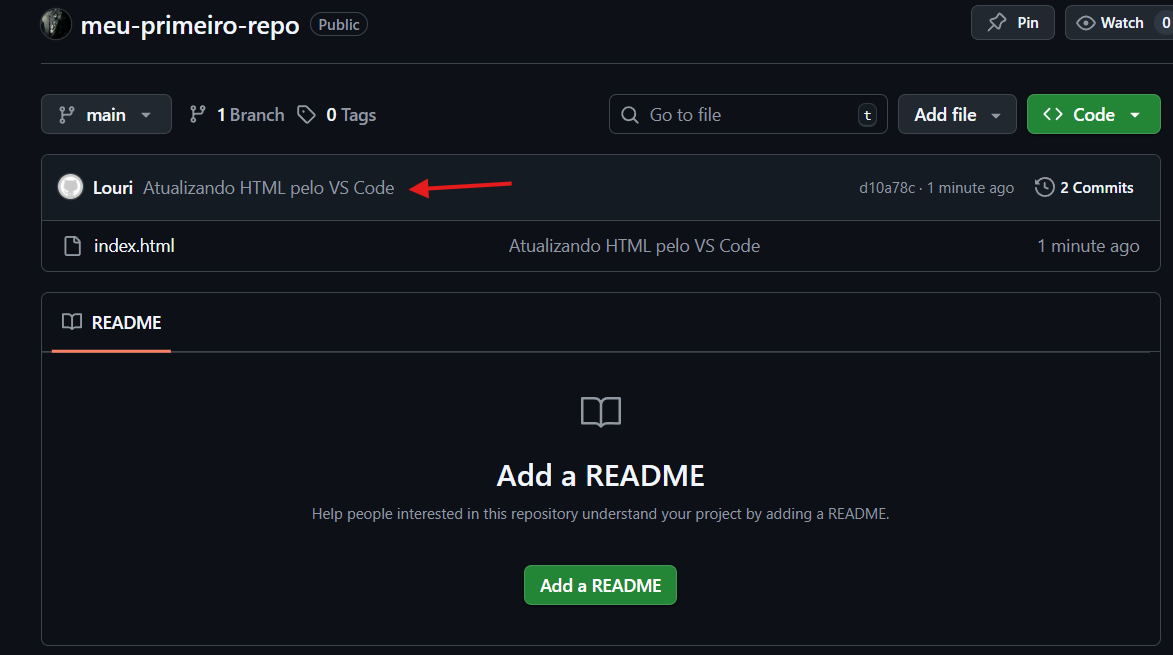 meu-primeiro-repo Public Pin Watch 0
main 1 Branch 0 Tags Go to file t Add file Code
Louri Atualizando HTML pelo VS Code d10a78c · 1 minute ago 2 Commits
index.html Atualizando HTML pelo VS Code 1 minute ago
README
Add a README
Help people interested in this repository understand your project by adding a README.
Add a README